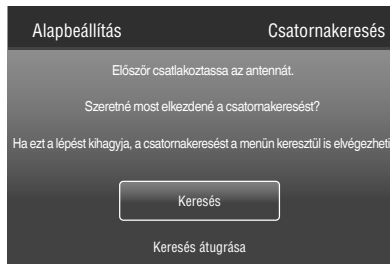 Alapbeállítás Csatornakeresés
Először csatlakoztassa az antennát.
Szeretné most elkezdené a csatornakeresést?
Ha ezt a lépést kihagyja, a csatornakeresést a menün keresztül is elvégezheti
Keresés
Keresés átugrása